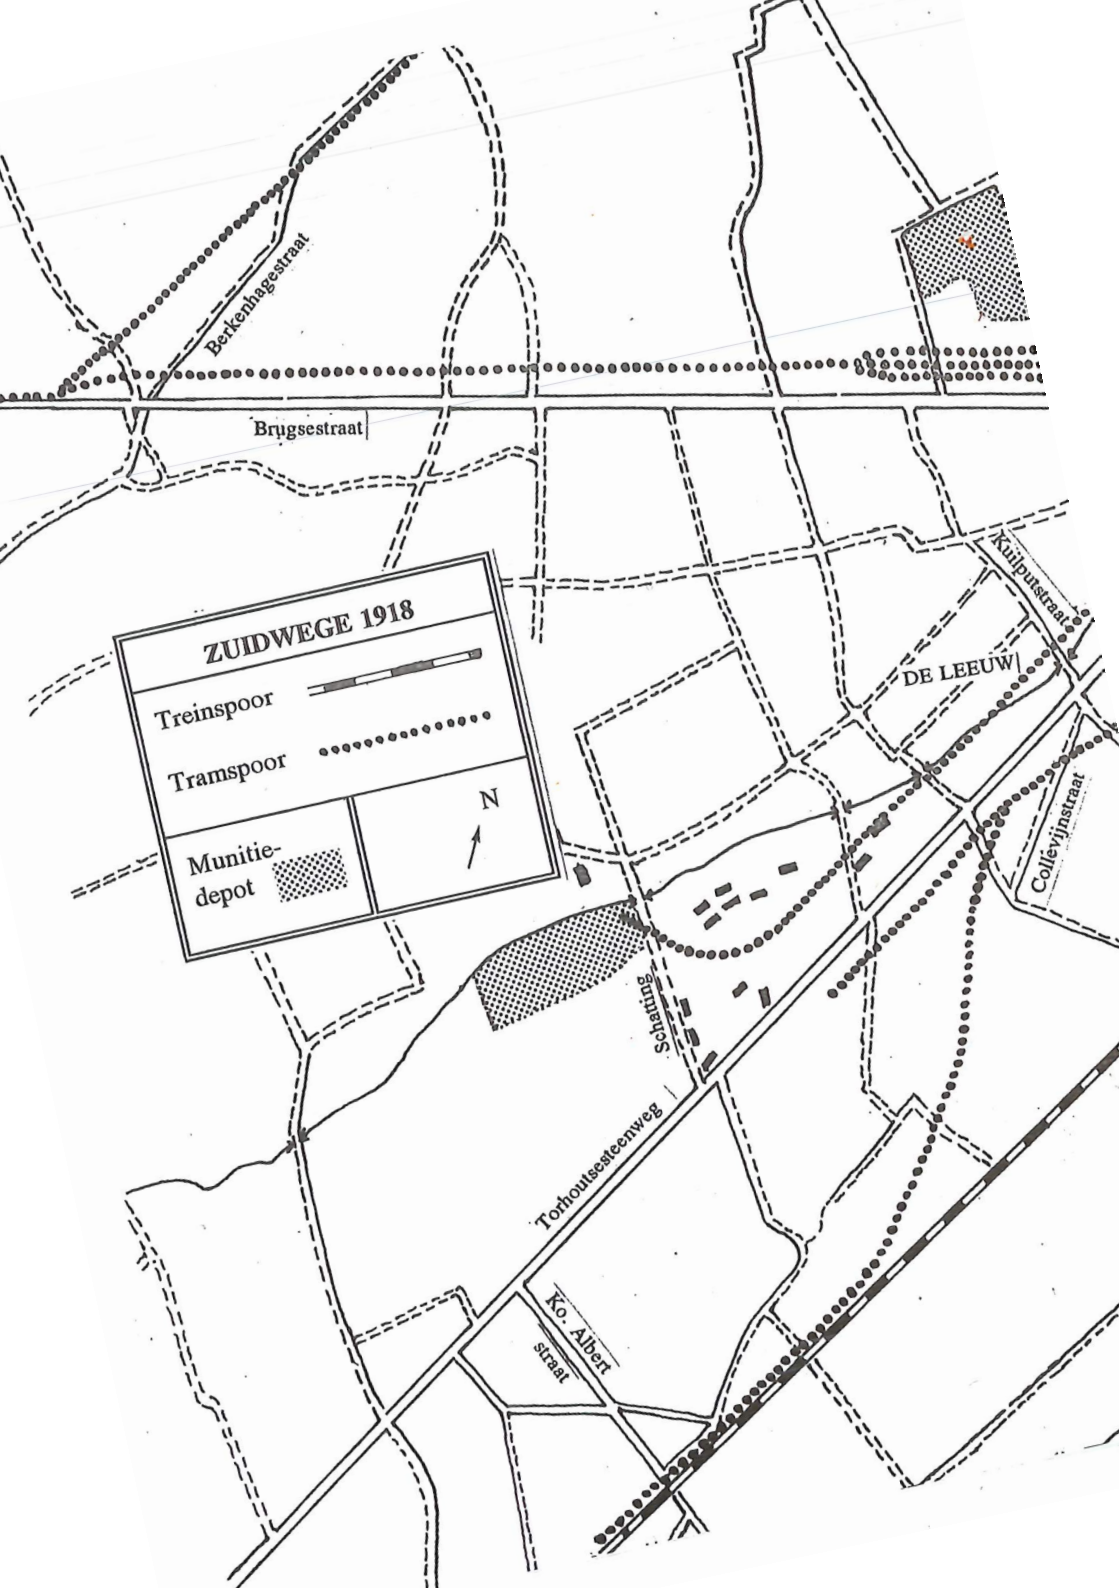 Berkenhagestraat
Brugsestraat
Kuilputstraat
ZUIDWEGE 1918
Treinspoor
Tramspoor
Munitie-
depot
N
DE LEEUW
Collevijnstraat
Schatting
Torhoutsesteenweg
Ko. Albert
straat